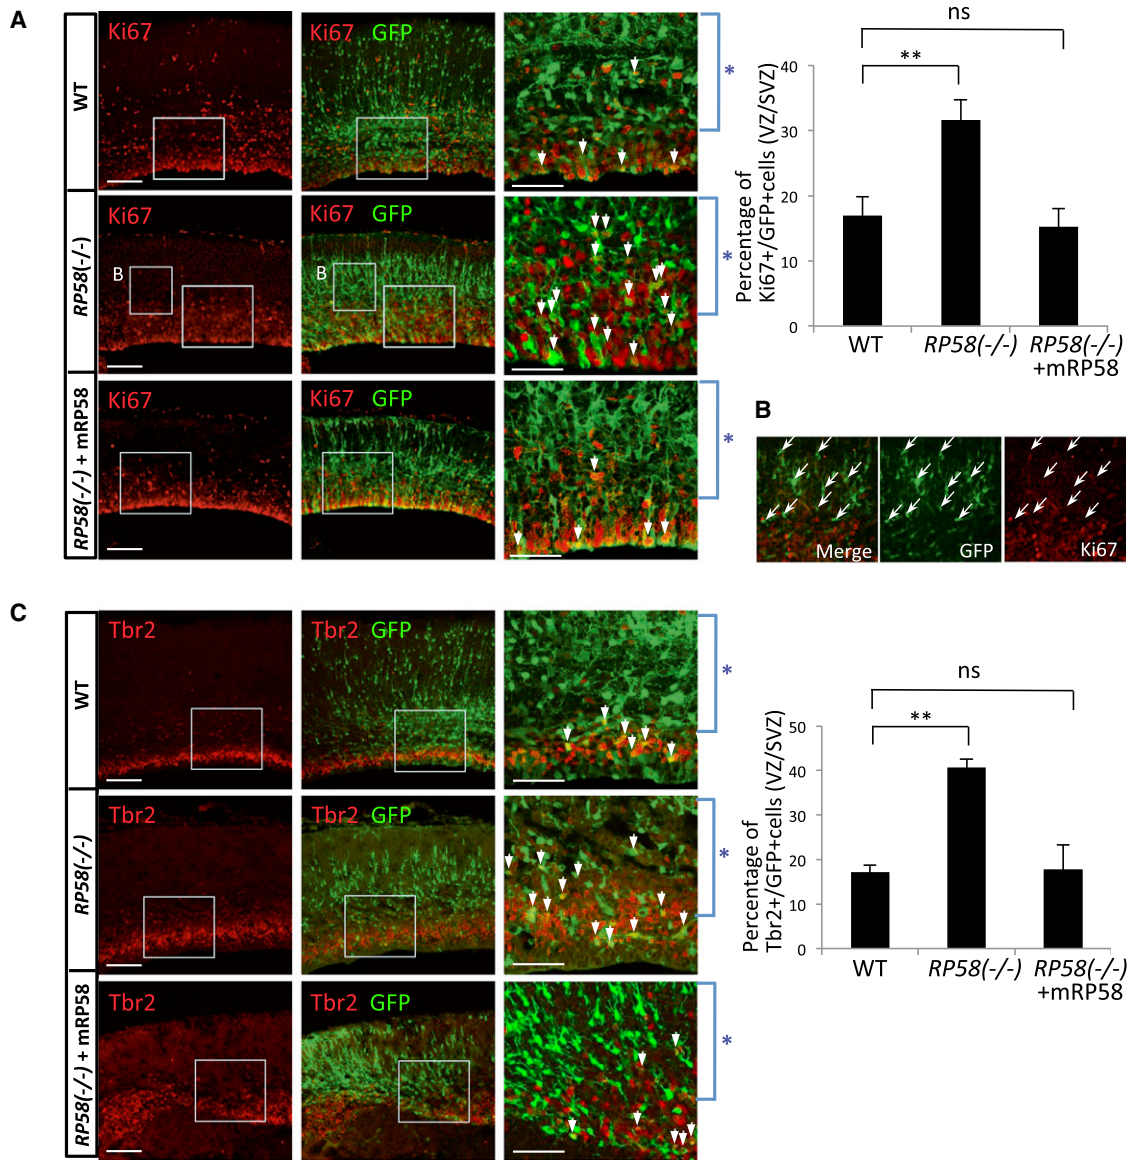 A
WT
Ki67
Ki67 GFP
*
RP58(-/-)
Ki67
B
Ki67 GFP
B
*
RP58(-/-) + mRP58
Ki67
Ki67 GFP
*
ns
**
Percentage of
Ki67+/GFP+cells (VZ/SVZ)
40
30
20
10
0
WT
RP58(-/-)
RP58(-/-)
+mRP58
B
Merge
GFP
Ki67
C
WT
Tbr2
Tbr2 GFP
*
RP58(-/-)
Tbr2
Tbr2 GFP
*
RP58(-/-) + mRP58
Tbr2
Tbr2 GFP
*
ns
**
Percentage of
Tbr2+/GFP+cells (VZ/SVZ)
50
40
30
20
10
0
WT
RP58(-/-)
RP58(-/-)
+mRP58